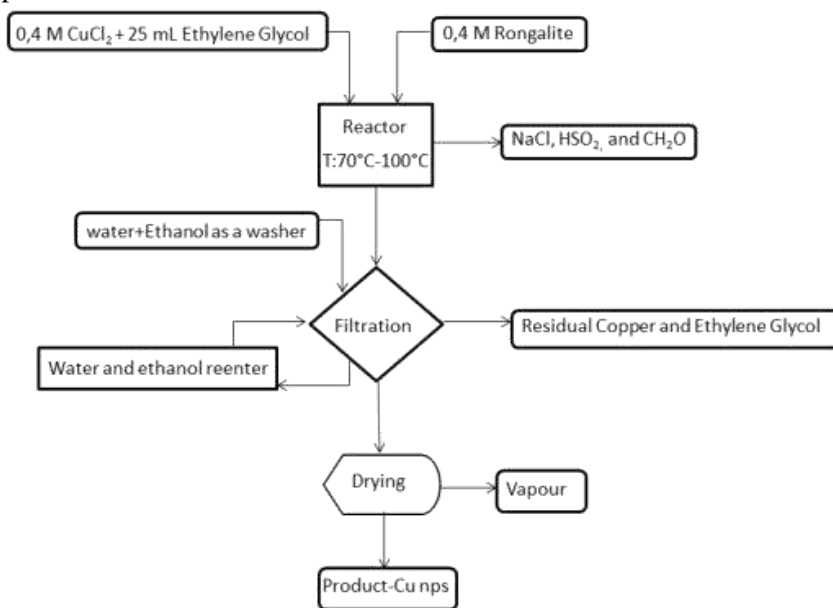 0,4 M CuCl₂ + 25 mL Ethylene Glycol
0,4 M Rongalite
Reactor
T:70°C-100°C
NaCl, HSO₂, and CH₂O
water+Ethanol as a washer
Filtration
Residual Copper and Ethylene Glycol
Water and ethanol reenter
Drying
Vapour
Product-Cu nps